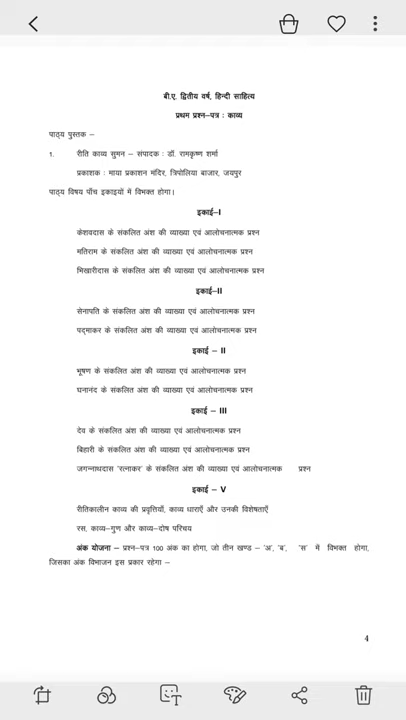 बी.ए. द्वितीय वर्ष, हिन्दी साहित्य
प्रथम प्रश्न–पत्र : काव्य
पाठ्य पुस्तक –
१. रीति काव्य सुमन – संपादक : डॉ. रामकृष्ण शर्मा
प्रकाशक : माया प्रकाशन मंदिर, त्रिपोलिया बाजार, जयपुर
पाठ्य विषय पाँच इकाइयों में विभक्त होगा।
इकाई–I
केशवदास के संकलित अंश की व्याख्या एवं आलोचनात्मक प्रश्न
मतिराम के संकलित अंश की व्याख्या एवं आलोचनात्मक प्रश्न
भिखारीदास के संकलित अंश की व्याख्या एवं आलोचनात्मक प्रश्न
इकाई–II
सेनापति के संकलित अंश की व्याख्या एवं आलोचनात्मक प्रश्न
पद्माकर के संकलित अंश की व्याख्या एवं आलोचनात्मक प्रश्न
इकाई – II
भूषण के संकलित अंश की व्याख्या एवं आलोचनात्मक प्रश्न
घनानंद के संकलित अंश की व्याख्या एवं आलोचनात्मक प्रश्न
इकाई – III
देव के संकलित अंश की व्याख्या एवं आलोचनात्मक प्रश्न
बिहारी के संकलित अंश की व्याख्या एवं आलोचनात्मक प्रश्न
जगन्नाथदास 'रत्नाकर' के संकलित अंश की व्याख्या एवं आलोचनात्मक प्रश्न
इकाई – V
रीतिकालीन काव्य की प्रवृत्तियाँ, काव्य धाराएँ और उनकी विशेषताएँ
रस, काव्य–गुण और काव्य–दोष परिचय
अंक योजना – प्रश्न–पत्र 100 अंक का होगा, जो तीन खण्ड – 'अ', 'ब', 'स' में विभक्त होगा,
जिसका अंक विभाजन इस प्रकार रहेगा –
4